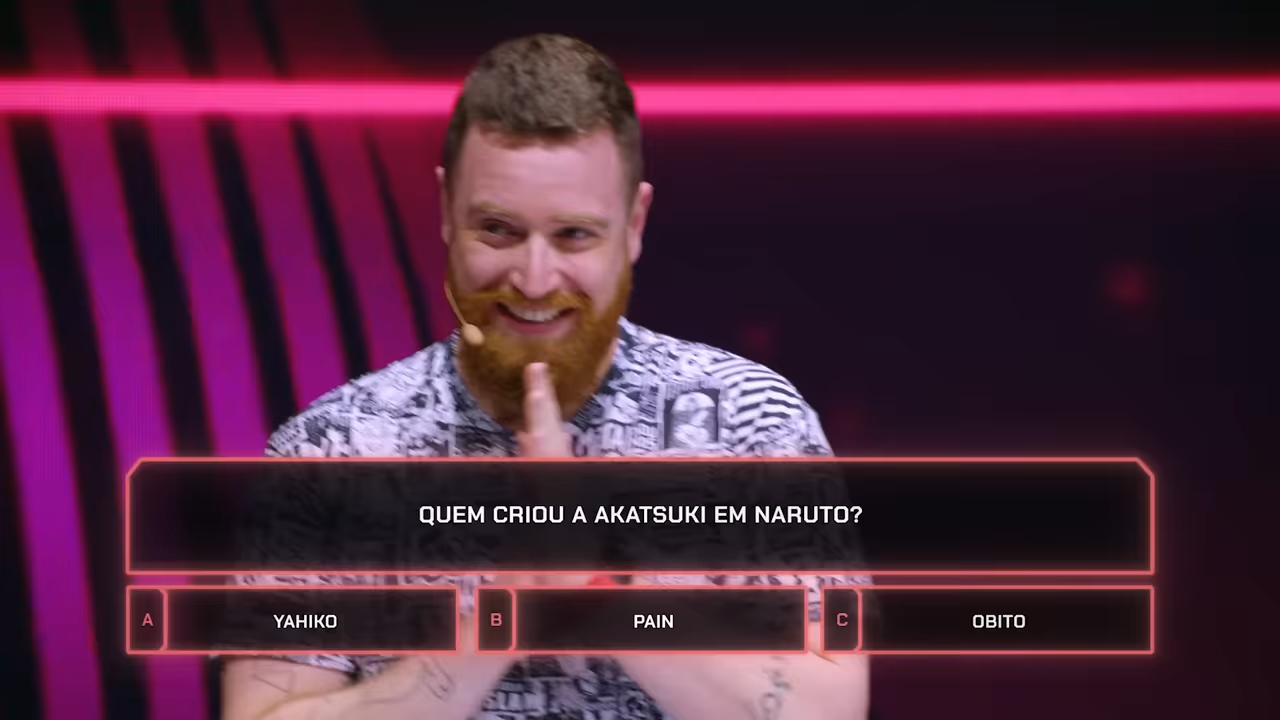 QUEM CRIOU A AKATSUKI EM NARUTO?
A YAHIKO
B PAIN
C OBITO